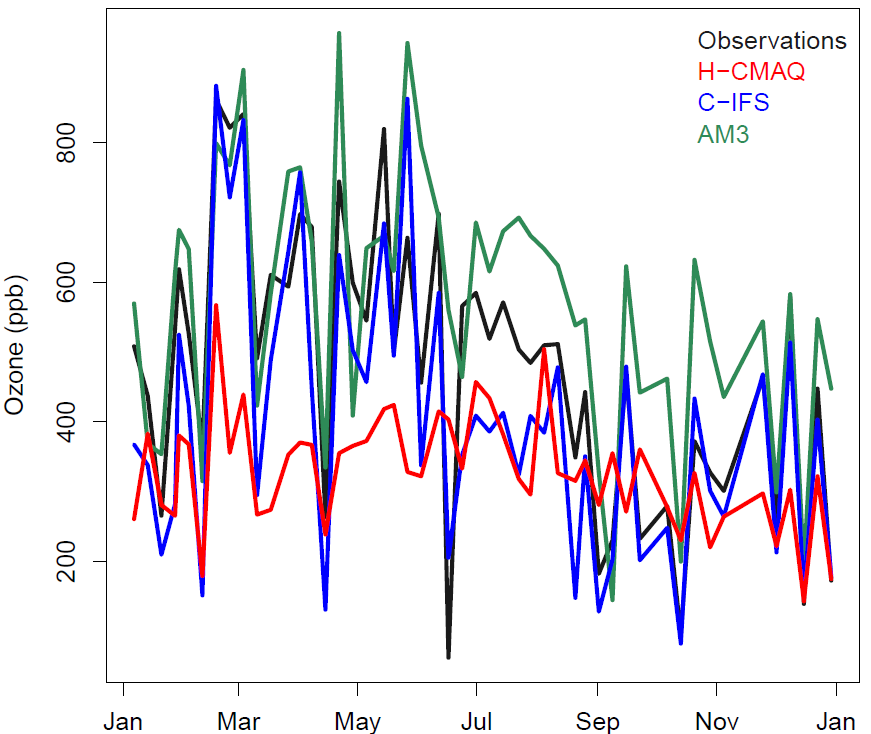 Observations
H−CMAQ
C−IFS
AM3
Ozone (ppb)
800
600
400
200
Jan Mar May Jul Sep Nov Jan